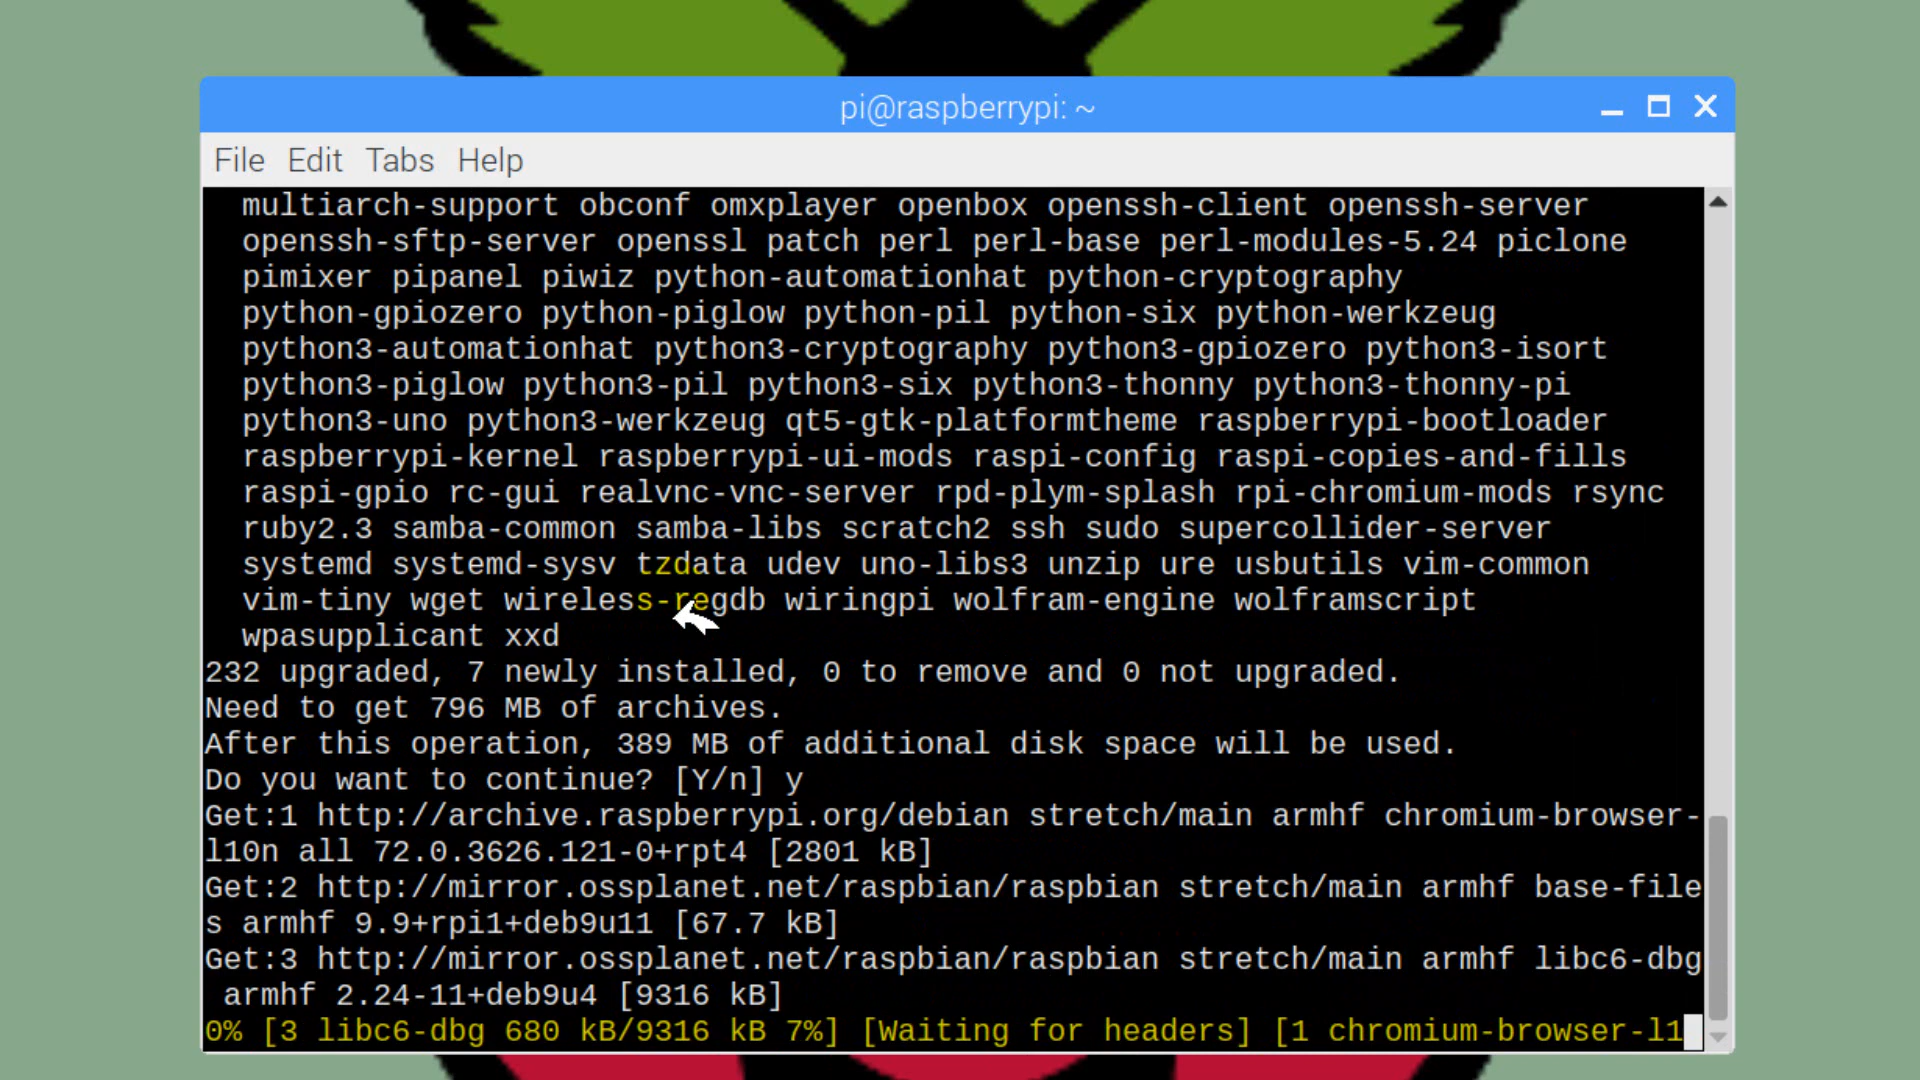 pi@raspberrypi: ~
File Edit Tabs Help
multiarch-support obconf omxplayer openbox openssh-client openssh-server
openssh-sftp-server openssl patch perl perl-base perl-modules-5.24 piclone
pimixer pipanel piwiz python-automationhat python-cryptography
python-gpiozero python-piglow python-pil python-six python-werkzeug
python3-automationhat python3-cryptography python3-gpiozero python3-isort
python3-piglow python3-pil python3-six python3-thonny python3-thonny-pi
python3-uno python3-werkzeug qt5-gtk-platformtheme raspberrypi-bootloader
raspberrypi-kernel raspberrypi-ui-mods raspi-config raspi-copies-and-fills
raspi-gpio rc-gui realvnc-vnc-server rpd-plym-splash rpi-chromium-mods rsync
ruby2.3 samba-common samba-libs scratch2 ssh sudo supercollider-server
systemd systemd-sysv tzdata udev uno-libs3 unzip ure usbutils vim-common
vim-tiny wget wireless-regdb wiringpi wolfram-engine wolframscript
wpasupplicant xxd
232 upgraded, 7 newly installed, 0 to remove and 0 not upgraded.
Need to get 796 MB of archives.
After this operation, 389 MB of additional disk space will be used.
Do you want to continue? [Y/n] y
Get:1 http://archive.raspberrypi.org/debian stretch/main armhf chromium-browser-
l10n all 72.0.3626.121-0+rpt4 [2801 kB]
Get:2 http://mirror.ossplanet.net/raspbian/raspbian stretch/main armhf base-file
s armhf 9.9+rpi1+deb9u11 [67.7 kB]
Get:3 http://mirror.ossplanet.net/raspbian/raspbian stretch/main armhf libc6-dbg
armhf 2.24-11+deb9u4 [9316 kB]
0% [3 libc6-dbg 680 kB/9316 kB 7%] [Waiting for headers] [1 chromium-browser-l1